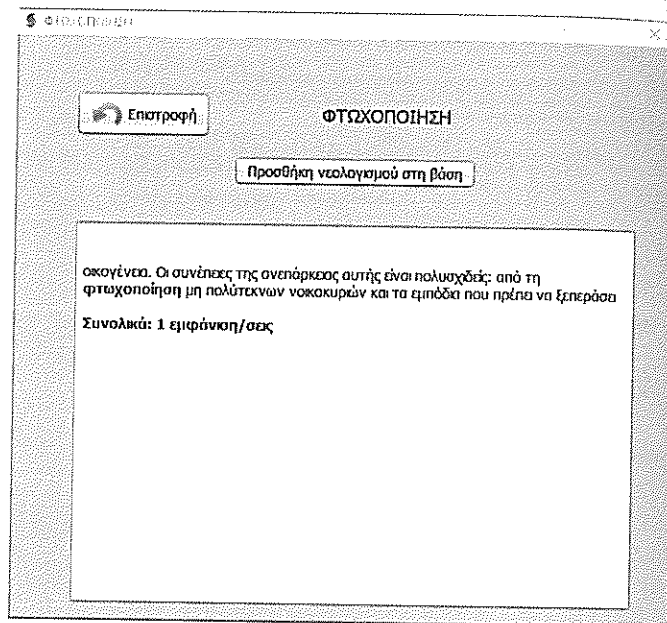 ΦΤΩΧΟΠΟΙΗΣΗ
Επιστροφή
ΦΤΩΧΟΠΟΙΗΣΗ
Προσθήκη νεολογισμού στη βάση
οικογένεια. Οι συνέπειες της ανεπάρκειας αυτής είναι πολυσχιδείς: από τη
φτωχοποίηση μη πολύτεκνων νοικοκυριών και τα εμπόδια που πρέπει να ξεπεράσει
Συνολικά: 1 εμφάνιση/σεις